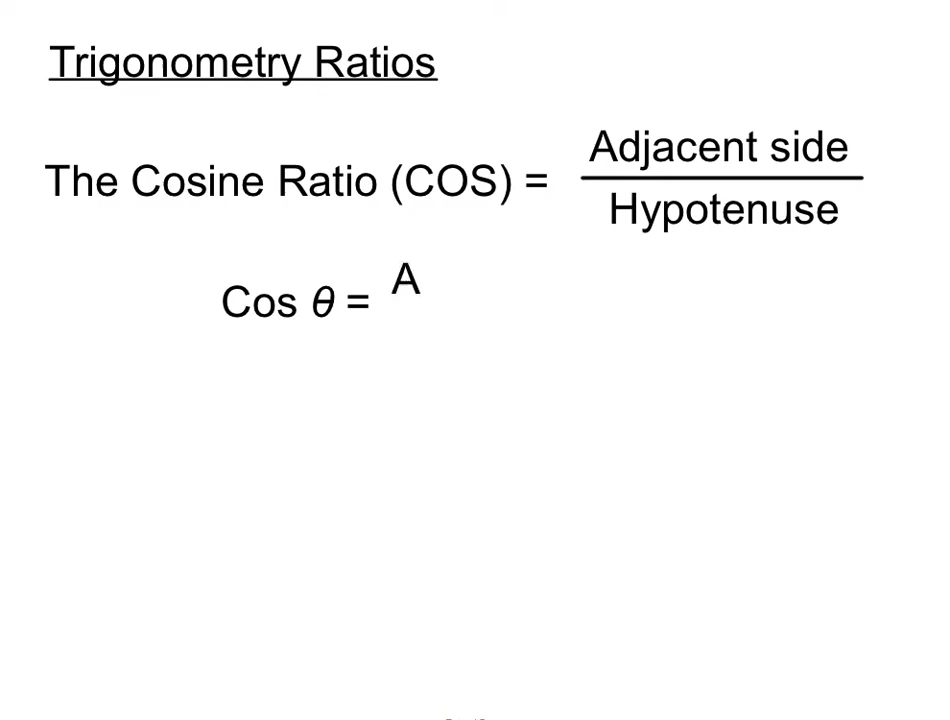 Trigonometry Ratios
Adjacent side
The Cosine Ratio (COS) =
Hypotenuse
A
Cos θ =